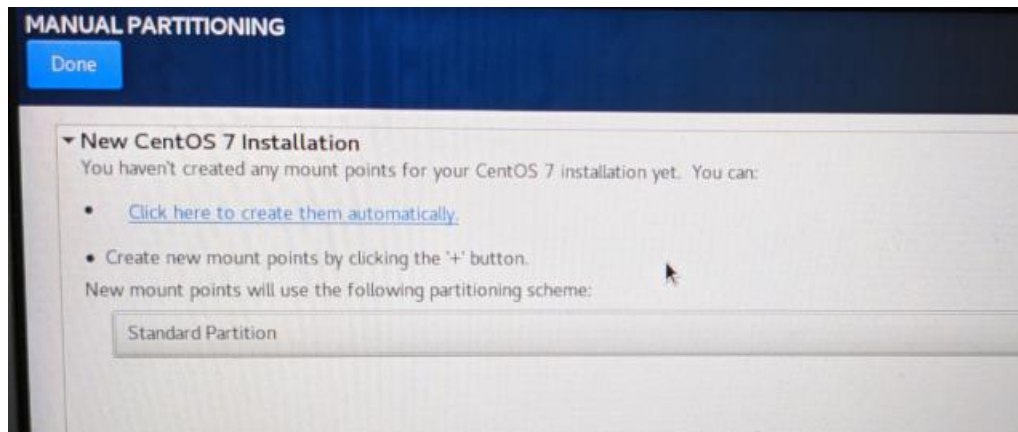 MANUAL PARTITIONING
Done
New CentOS 7 Installation
You haven't created any mount points for your CentOS 7 installation yet. You can:
• Click here to create them automatically.
• Create new mount points by clicking the '+' button.
New mount points will use the following partitioning scheme:
Standard Partition